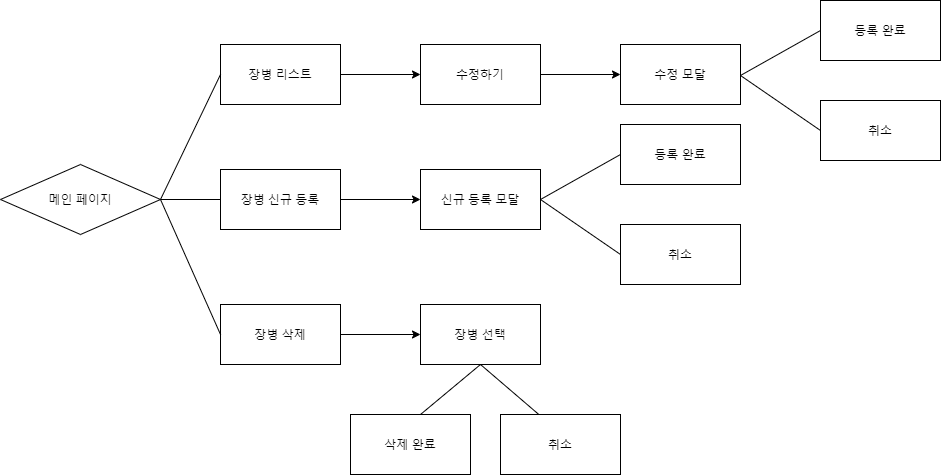 등록 완료
장병 리스트
수정하기
수정 모달
취소
등록 완료
메인 페이지
장병 신규 등록
신규 등록 모달
취소
장병 삭제
장병 선택
삭제 완료
취소